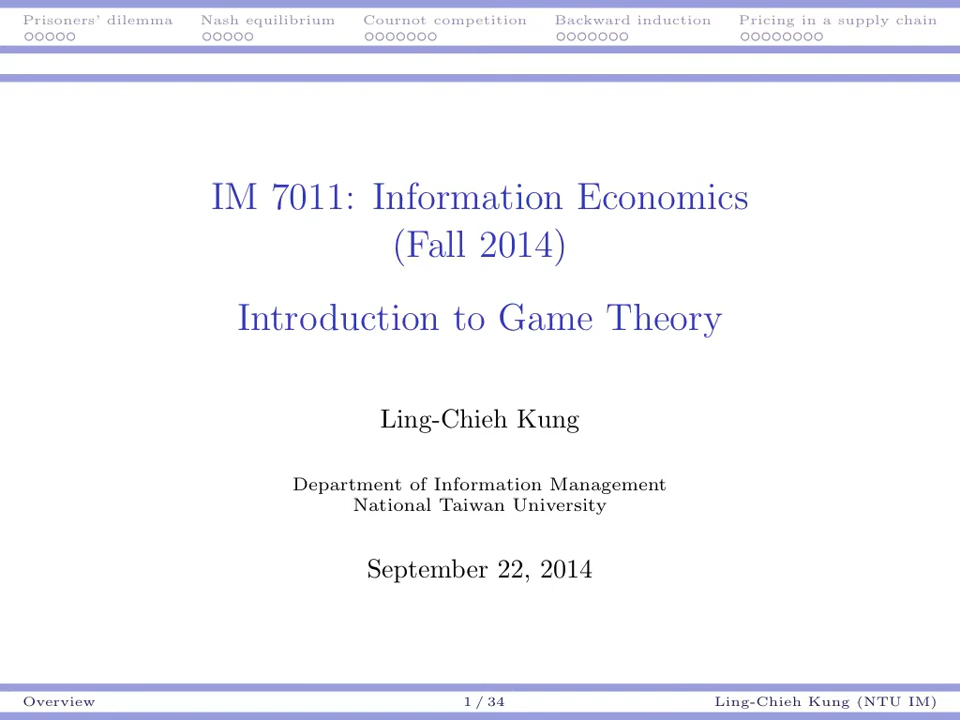 Prisoners' dilemma Nash equilibrium Cournot competition Backward induction Pricing in a supply chain
IM 7011: Information Economics
(Fall 2014)
Introduction to Game Theory
Ling-Chieh Kung
Department of Information Management
National Taiwan University
September 22, 2014
Overview 1 / 34 Ling-Chieh Kung (NTU IM)